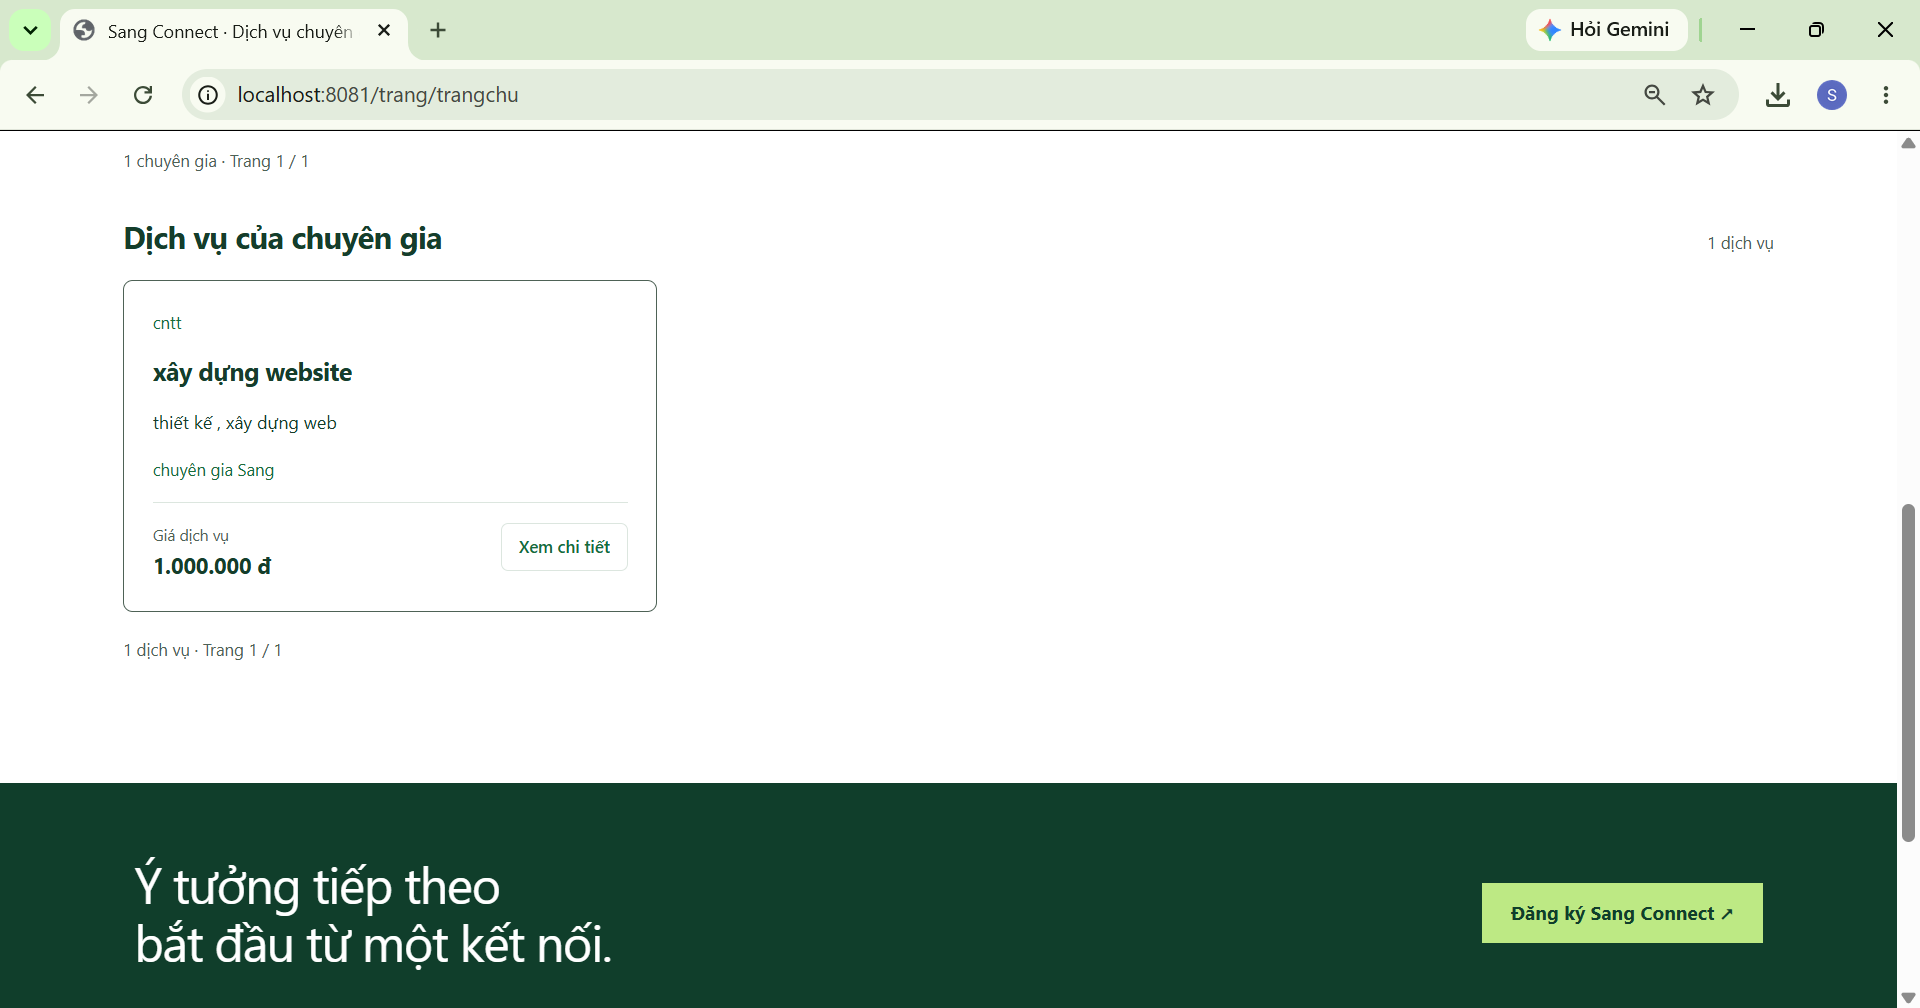 Sang Connect · Dịch vụ chuyên
Hỏi Gemini
localhost:8081/trang/trangchu
S
1 chuyên gia · Trang 1 / 1
Dịch vụ của chuyên gia
1 dịch vụ
cntt
xây dựng website
thiết kế , xây dựng web
chuyên gia Sang
Giá dịch vụ
1.000.000 đ
Xem chi tiết
1 dịch vụ · Trang 1 / 1
Ý tưởng tiếp theo
bắt đầu từ một kết nối.
Đăng ký Sang Connect ↗